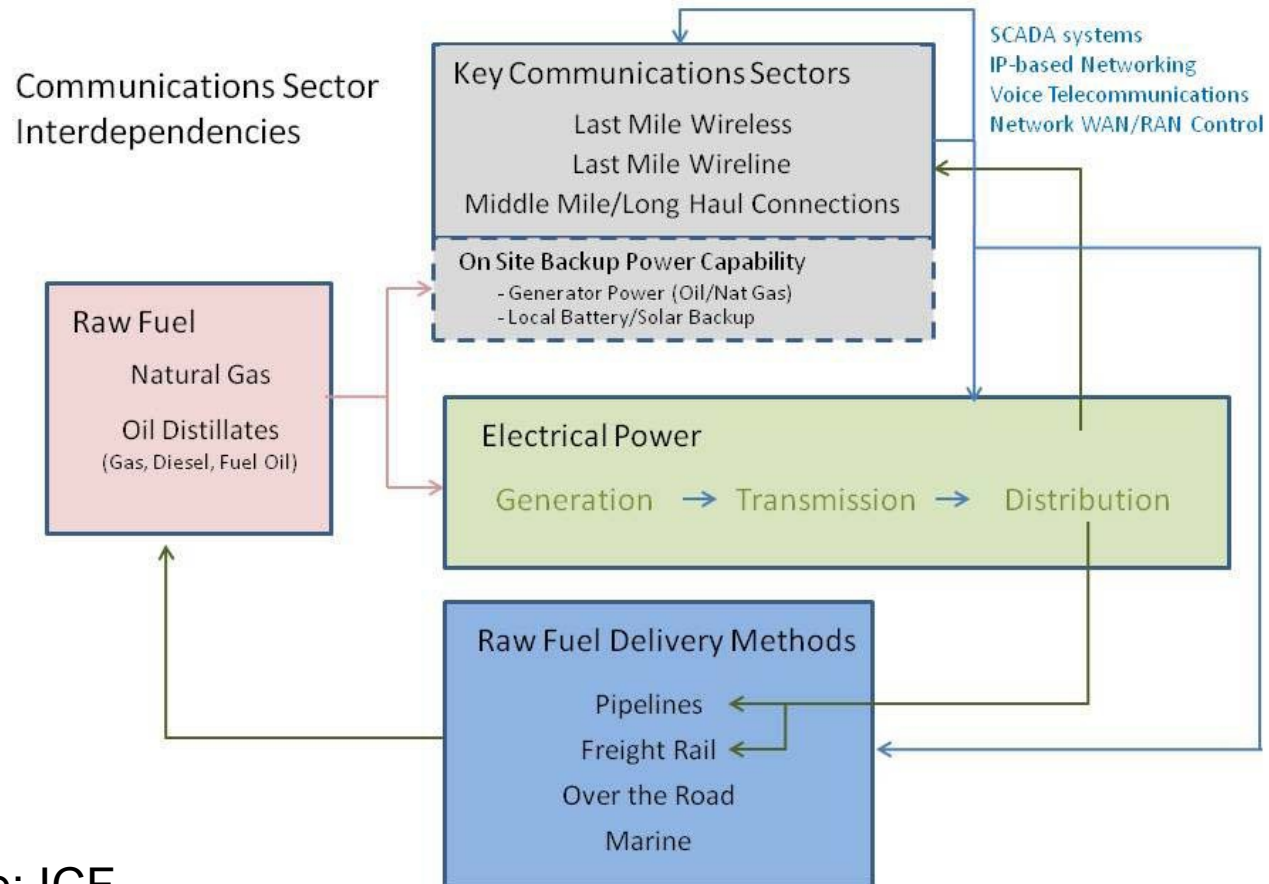 Communications Sector
Interdependencies
Key Communications Sectors
Last Mile Wireless
Last Mile Wireline
Middle Mile/Long Haul Connections
On Site Backup Power Capability
- Generator Power (Oil/Nat Gas)
- Local Battery/Solar Backup
SCADA systems
IP-based Networking
Voice Telecommunications
Network WAN/RAN Control
Raw Fuel
Natural Gas
Oil Distillates
(Gas, Diesel, Fuel Oil)
Electrical Power
Generation → Transmission → Distribution
Raw Fuel Delivery Methods
Pipelines
Freight Rail
Over the Road
Marine
ICF